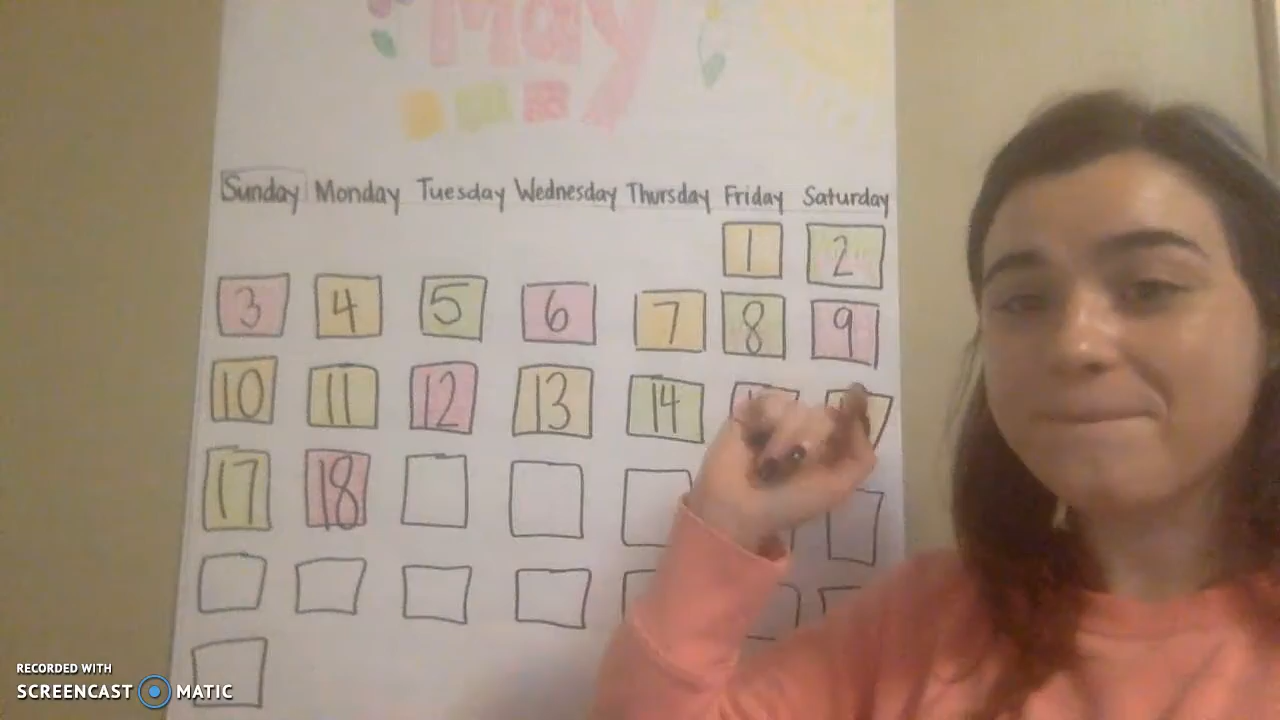 May
Sunday Monday Tuesday Wednesday Thursday Friday Saturday
1 2
3 4 5 6 7 8 9
10 11 12 13 14
17 18
RECORDED WITH
SCREENCAST MATIC